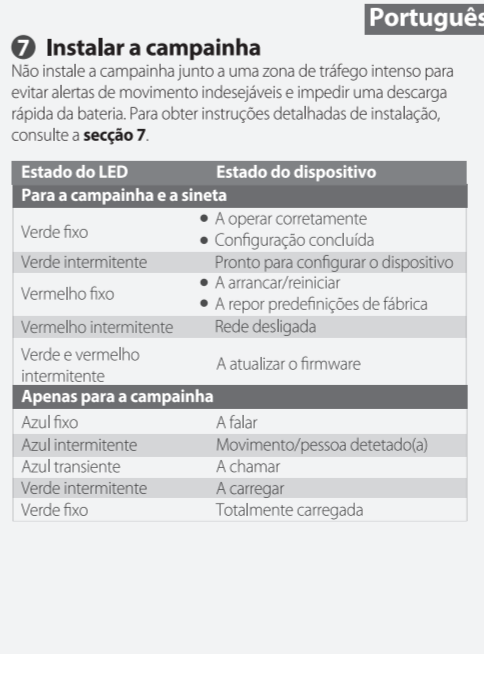 Português
7 Instalar a campainha
Não instale a campainha junto a uma zona de tráfego intenso para
evitar alertas de movimento indesejáveis e impedir uma descarga
rápida da bateria. Para obter instruções detalhadas de instalação,
consulte a secção 7.
Estado do LED Estado do dispositivo
Para a campainha e a sineta
Verde fixo
• A operar corretamente
• Configuração concluída
Verde intermitente Pronto para configurar o dispositivo
Vermelho fixo
• A arrancar/reiniciar
• A repor predefinições de fábrica
Vermelho intermitente Rede desligada
Verde e vermelho
intermitente
A atualizar o firmware
Apenas para a campainha
Azul fixo A falar
Azul intermitente Movimento/pessoa detetado(a)
Azul transiente A chamar
Verde intermitente A carregar
Verde fixo Totalmente carregada